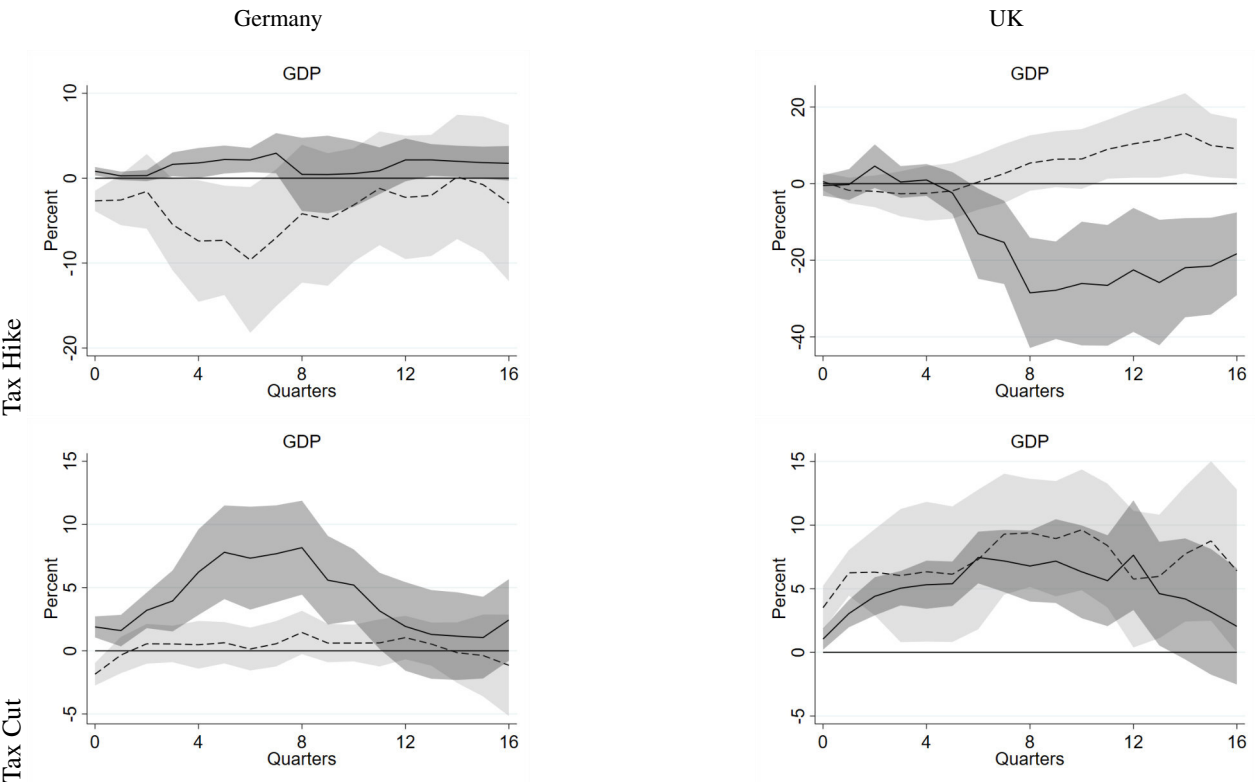 Germany
UK
Tax Hike
GDP
Percent
10
0
-10
-20
0 4 8 12 16
Quarters
GDP
Percent
20
0
-20
-40
0 4 8 12 16
Quarters
Tax Cut
GDP
Percent
15
10
5
0
-5
0 4 8 12 16
Quarters
GDP
Percent
15
10
5
0
-5
0 4 8 12 16
Quarters